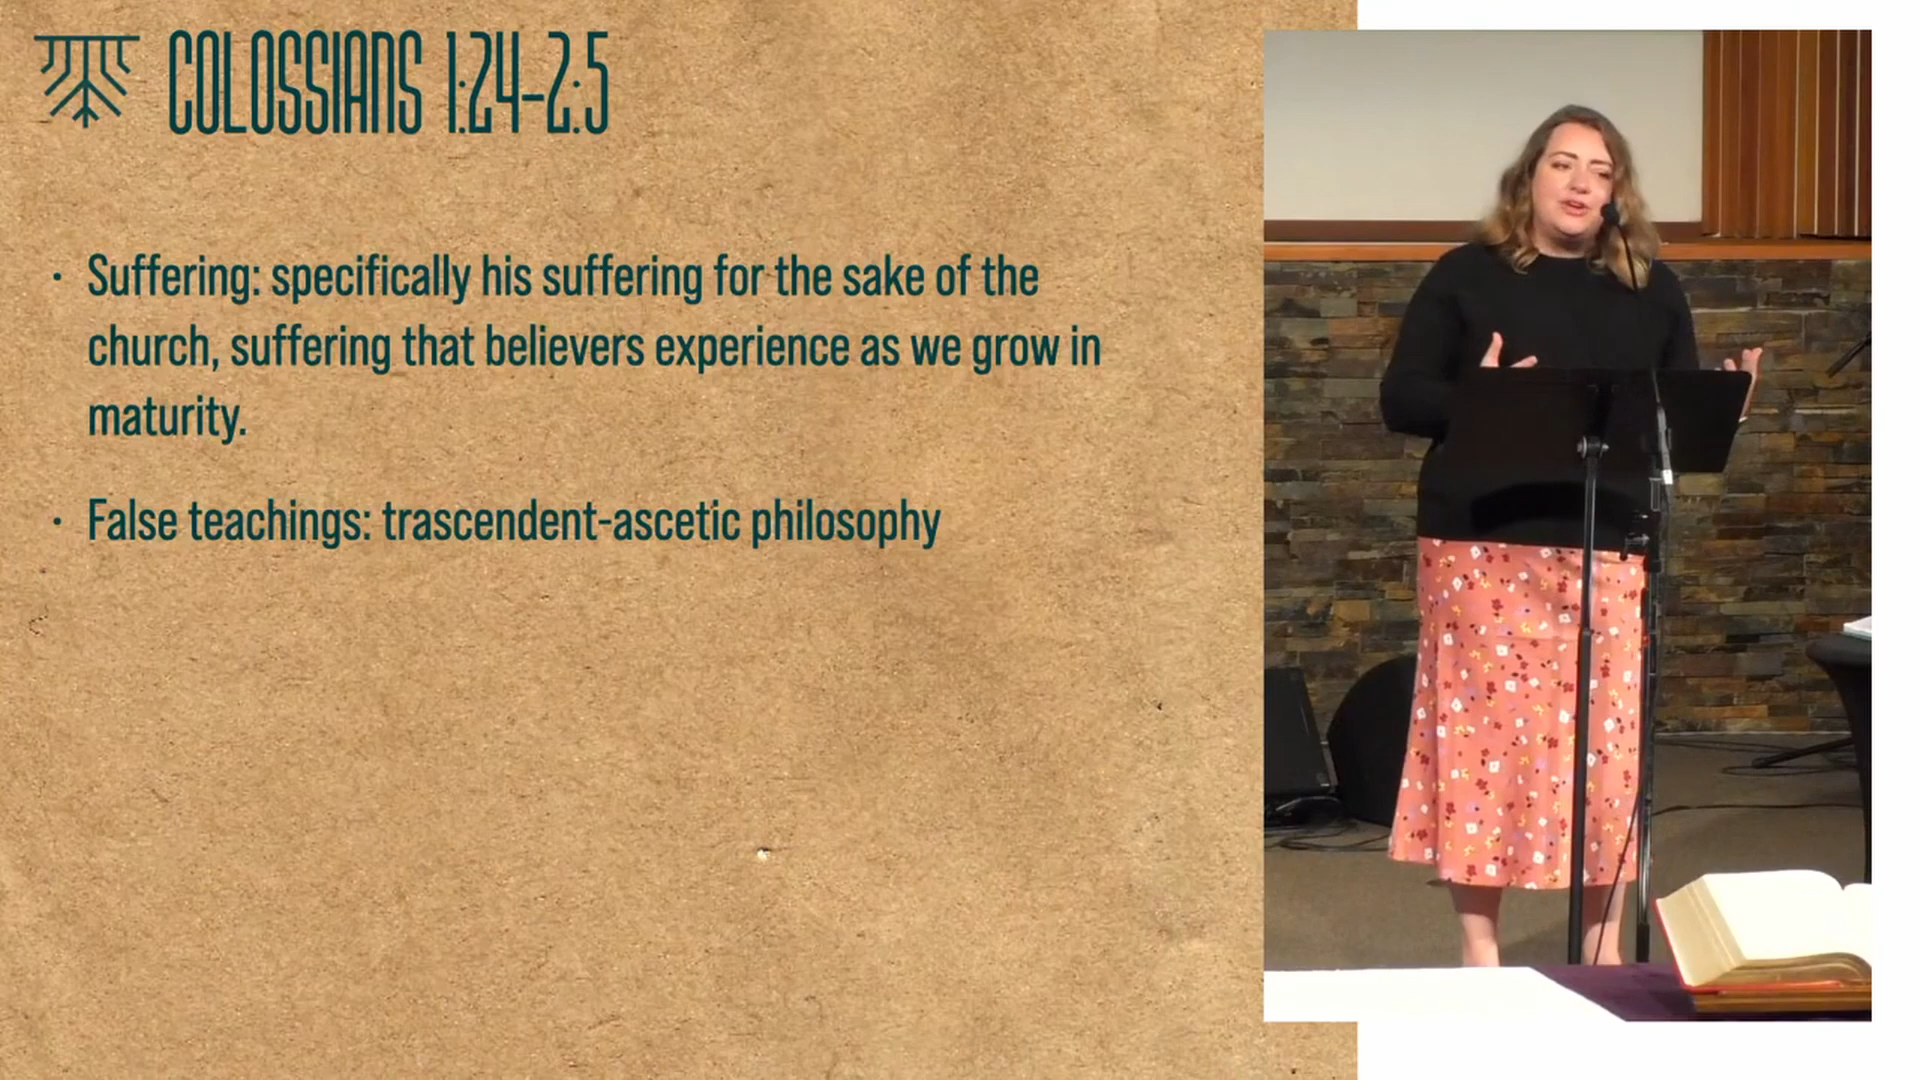 COLOSSIANS 1:24-2:5
• Suffering: specifically his suffering for the sake of the
church, suffering that believers experience as we grow in
maturity.
• False teachings: trascendent-ascetic philosophy